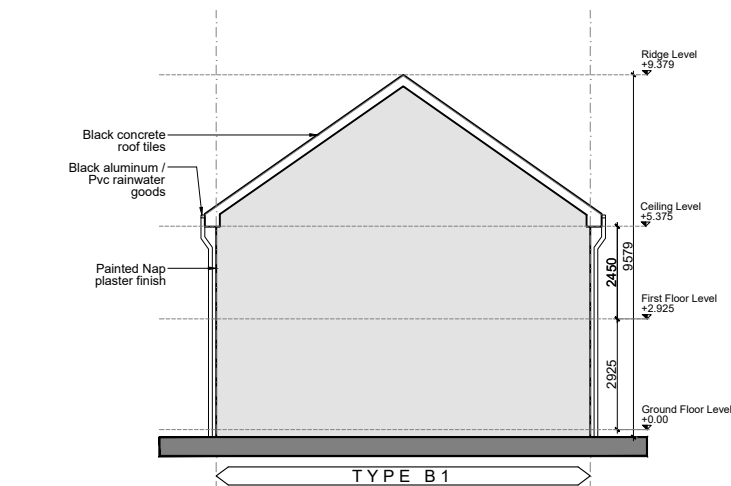 Ridge Level
+9.379
Black concrete
roof tiles
Black aluminum /
Pvc rainwater
goods
Ceiling Level
+5.375
9579
2450
Painted Nap
plaster finish
First Floor Level
+2.925
2925
Ground Floor Level
+0.00
TYPE B1